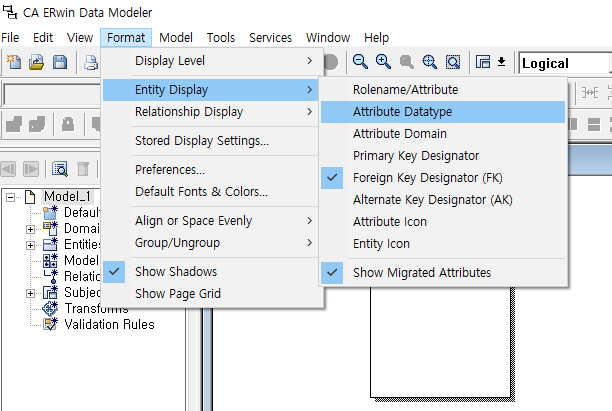 CA ERwin Data Modeler
File Edit View Format Model Tools Services Window Help
Display Level
Logical
Entity Display
Rolename/Attribute
Relationship Display
Attribute Datatype
Attribute Domain
Stored Display Settings...
Primary Key Designator
Preferences...
Foreign Key Designator (FK)
Default Fonts & Colors...
Alternate Key Designator (AK)
Align or Space Evenly
Attribute Icon
Group/Ungroup
Entity Icon
Show Shadows
Show Migrated Attributes
Show Page Grid
Model_1
Default
Domai
Entities
Model
Relatio
Subjec
Transforms
Validation Rules